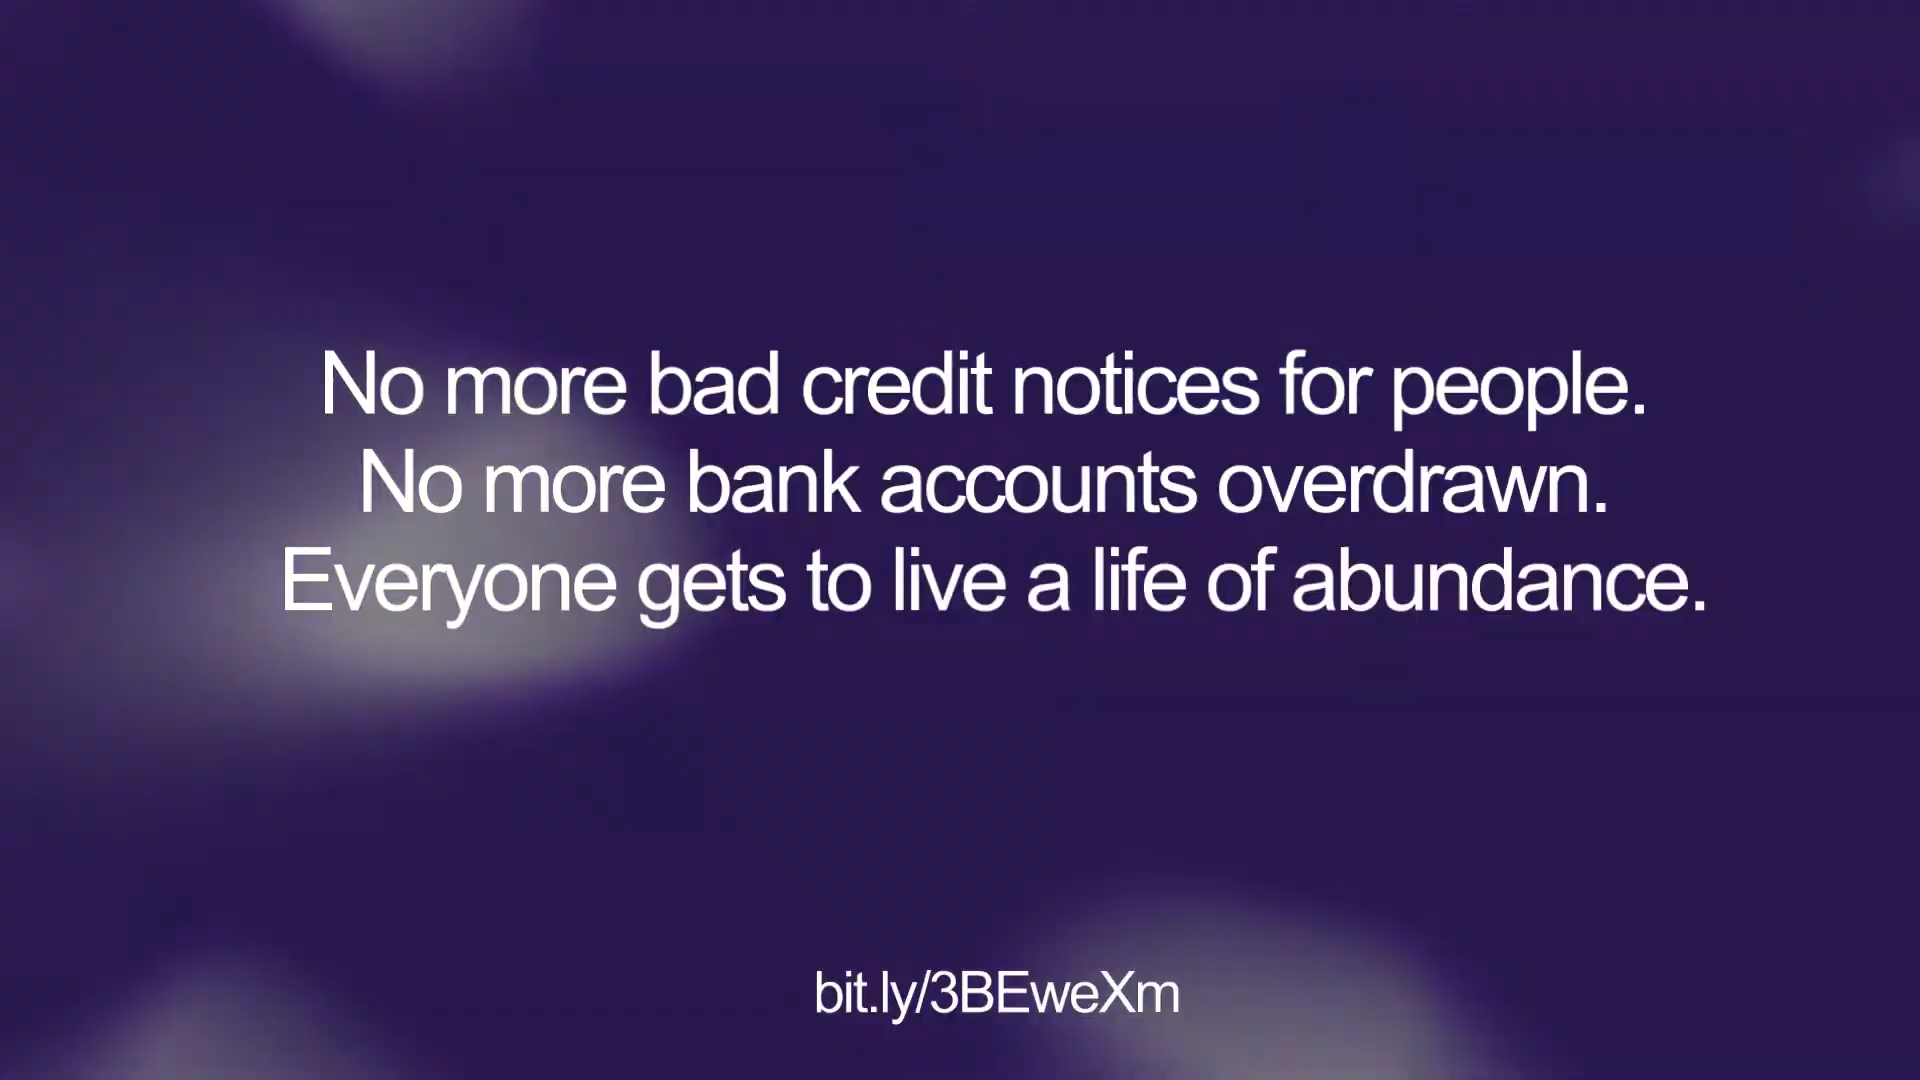 No more bad credit notices for people.
No more bank accounts overdrawn.
Everyone gets to live a life of abundance.
bit.ly/3BEweXm